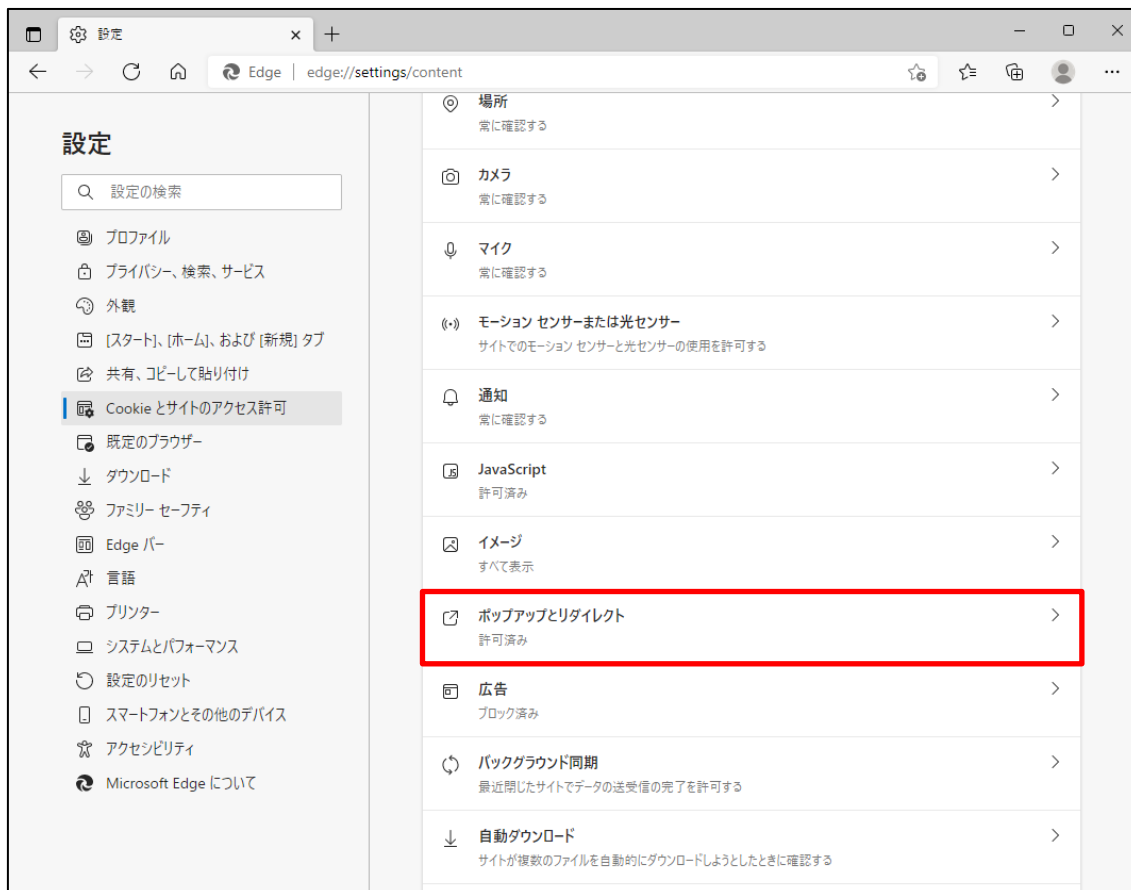 設定
Edge edge://settings/content
設定
設定の検索
プロファイル
プライバシー、検索、サービス
外観
[スタート]、[ホーム]、および [新規] タブ
共有、コピーして貼り付け
Cookie とサイトのアクセス許可
既定のブラウザー
ダウンロード
ファミリー セーフティ
Edge バー
言語
プリンター
システムとパフォーマンス
設定のリセット
スマートフォンとその他のデバイス
アクセシビリティ
Microsoft Edge について
場所
常に確認する
カメラ
常に確認する
マイク
常に確認する
モーション センサーまたは光センサー
サイトでのモーション センサーと光センサーの使用を許可する
通知
常に確認する
JavaScript
許可済み
イメージ
すべて表示
ポップアップとリダイレクト
許可済み
広告
ブロック済み
バックグラウンド同期
最近閉じたサイトでデータの送受信の完了を許可する
自動ダウンロード
サイトが複数のファイルを自動的にダウンロードしようとしたときに確認する